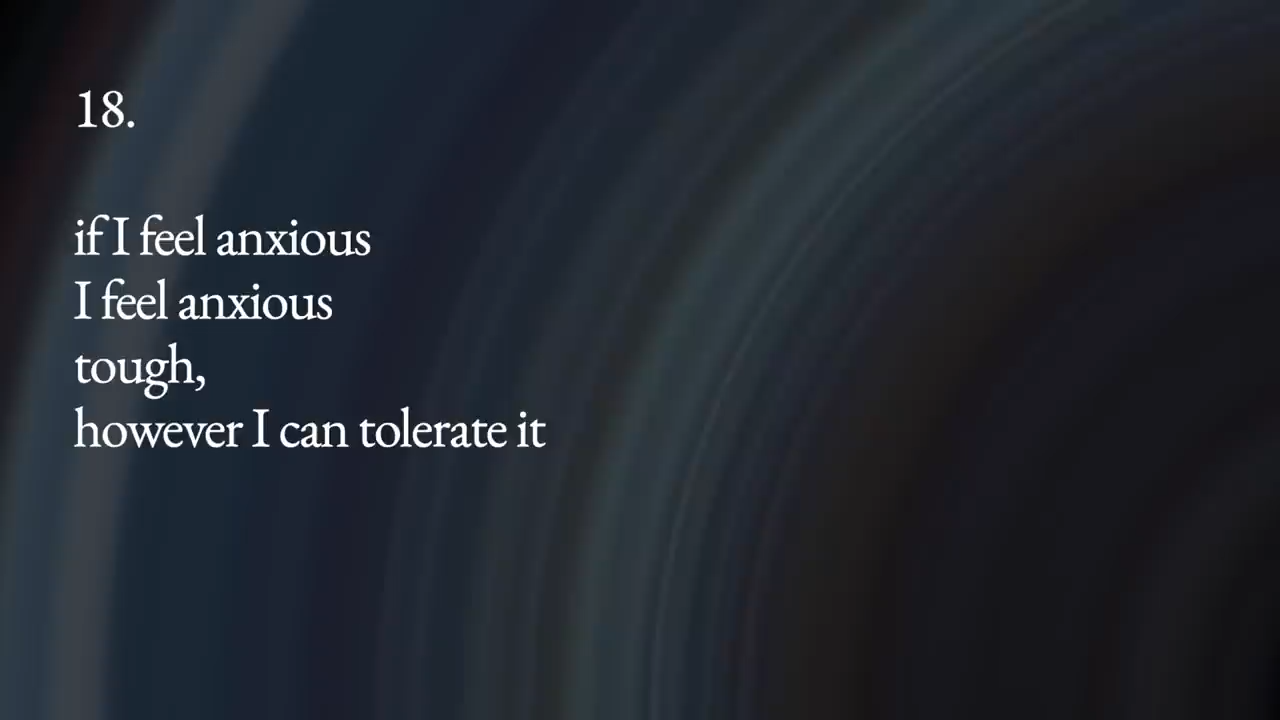 18.
if I feel anxious
I feel anxious
tough,
however I can tolerate it